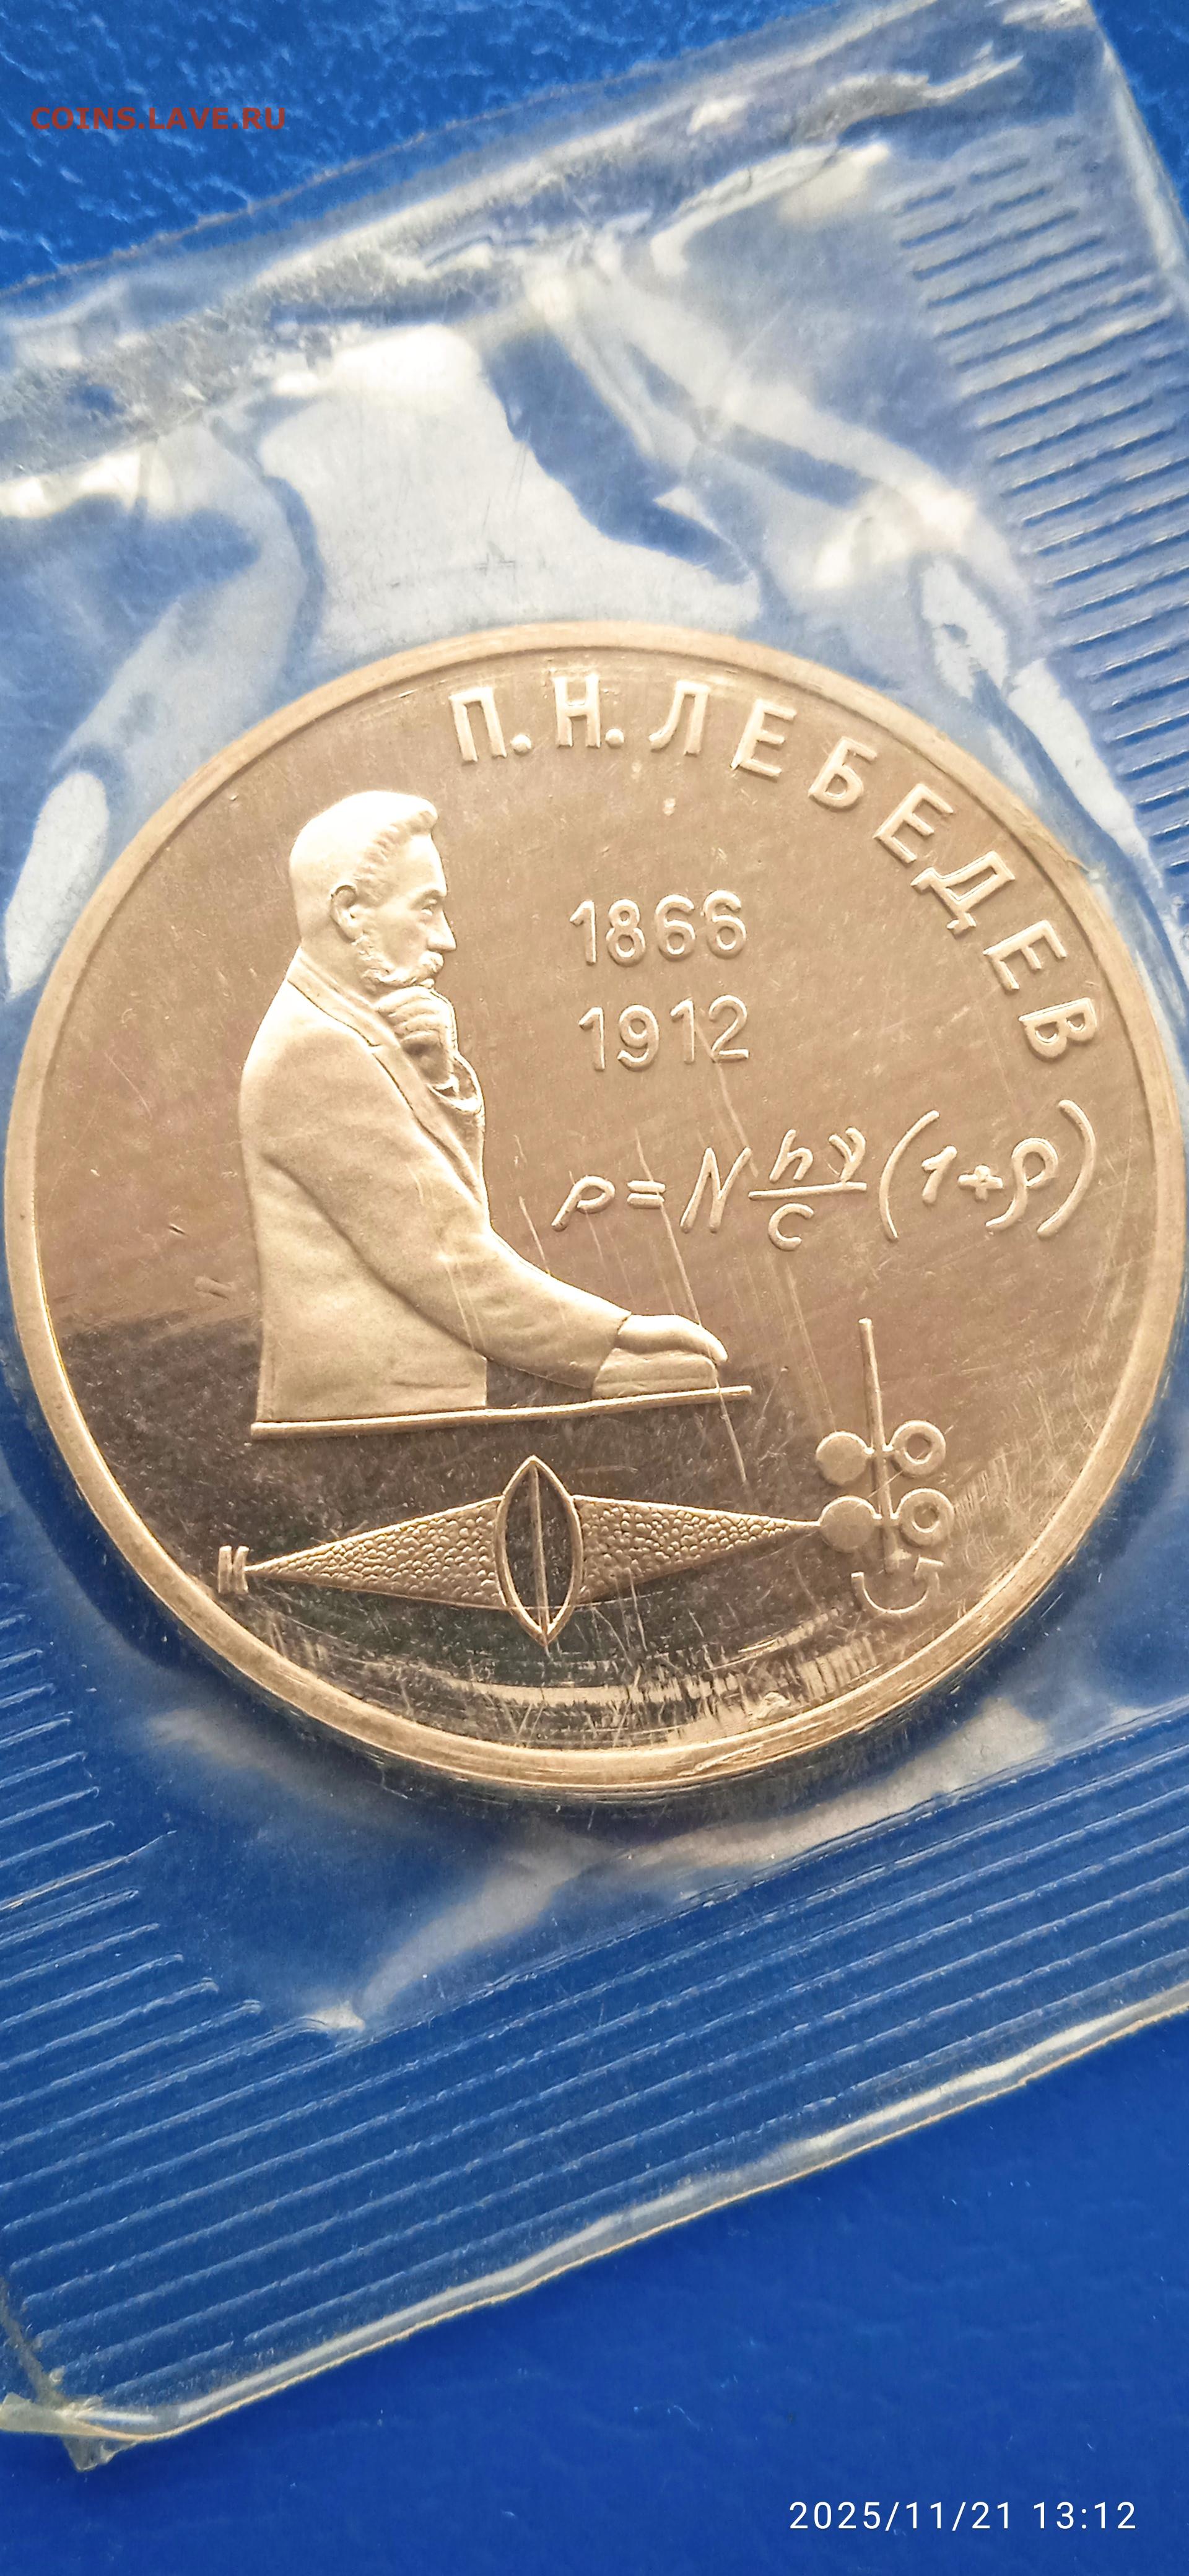 COINS.LAVE.RU
П.Н.ЛЕБЕДЕВ
1866
1912
p=N hν/c (1+ρ)
2025/11/21 13:12